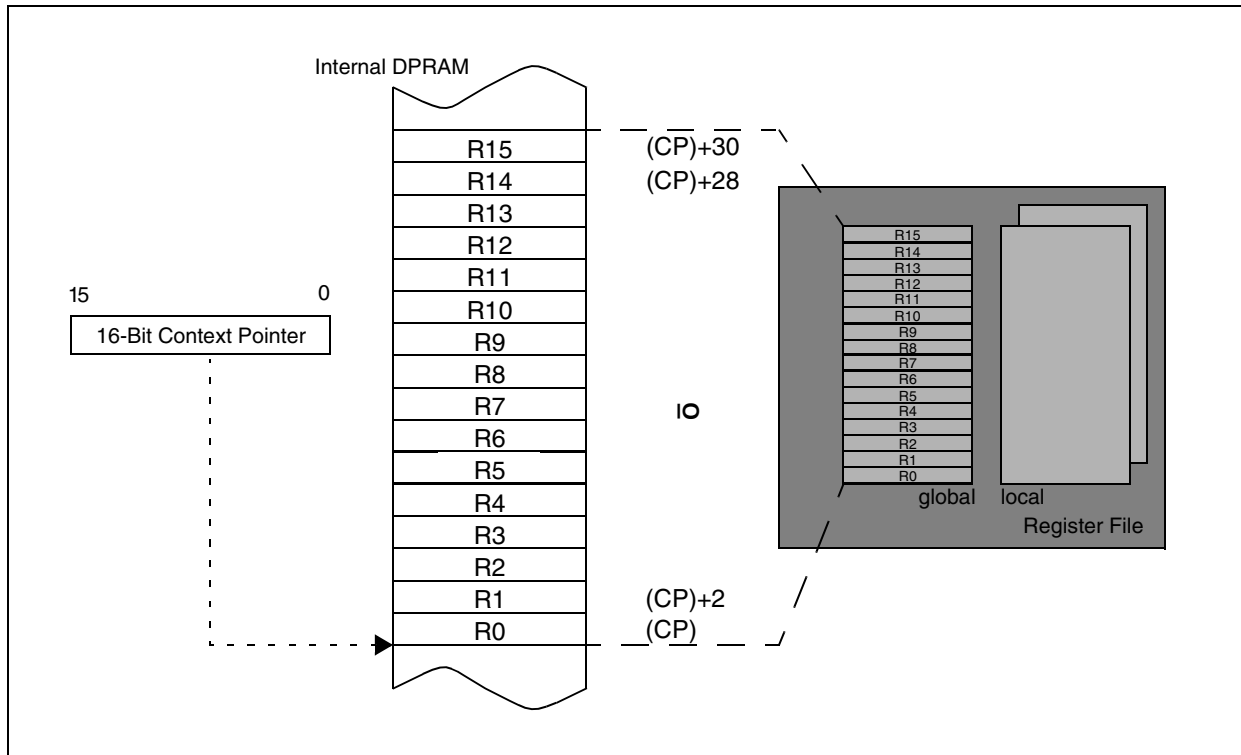 Internal DPRAM
R15
R14
R13
R12
R11
R10
R9
R8
R7
R6
R5
R4
R3
R2
R1
R0
15 0
16-Bit Context Pointer
(CP)+30
(CP)+28
(CP)+2
(CP)
R15
R14
R13
R12
R11
R10
R9
R8
R7
R6
R5
R4
R3
R2
R1
R0
global local
Register File